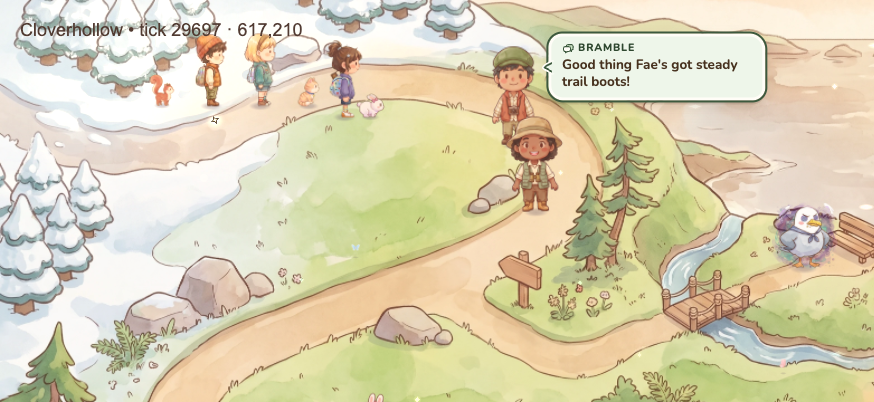 Cloverhollow • tick 29697 · 617,210
BRAMBLE
Good thing Fae's got steady
trail boots!